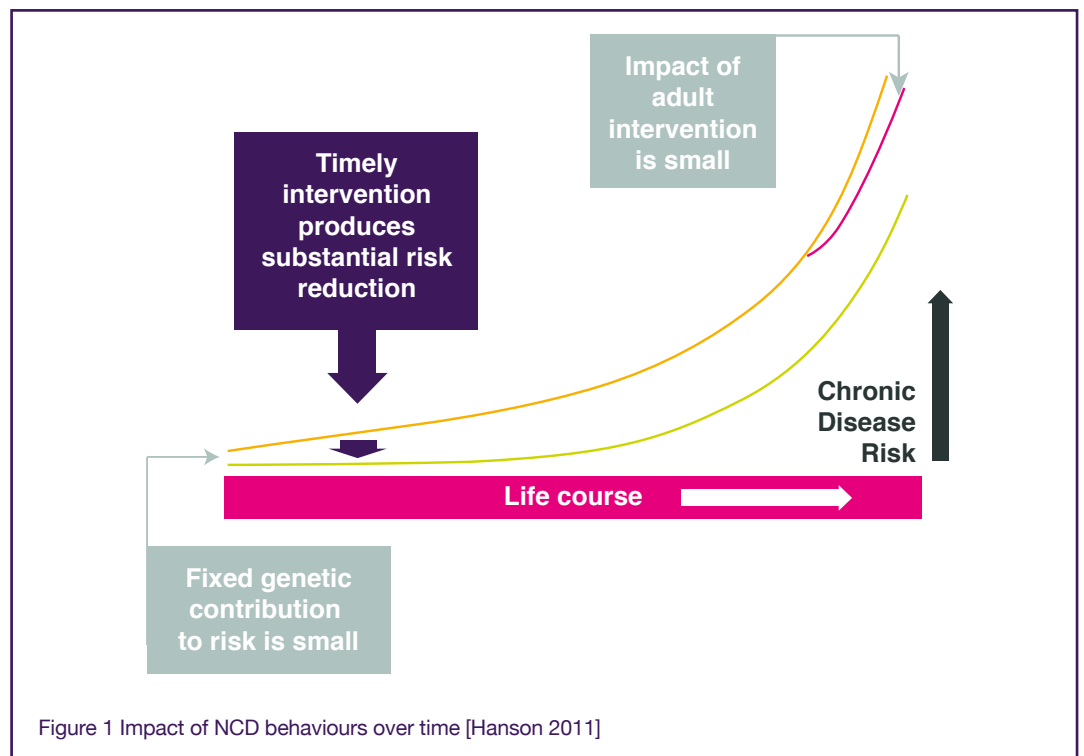 Impact of
adult
intervention
is small
Timely
intervention
produces
substantial risk
reduction
Chronic
Disease
Risk
Life course
Fixed genetic
contribution
to risk is small
Figure 1 Impact of NCD behaviours over time [Hanson 2011]